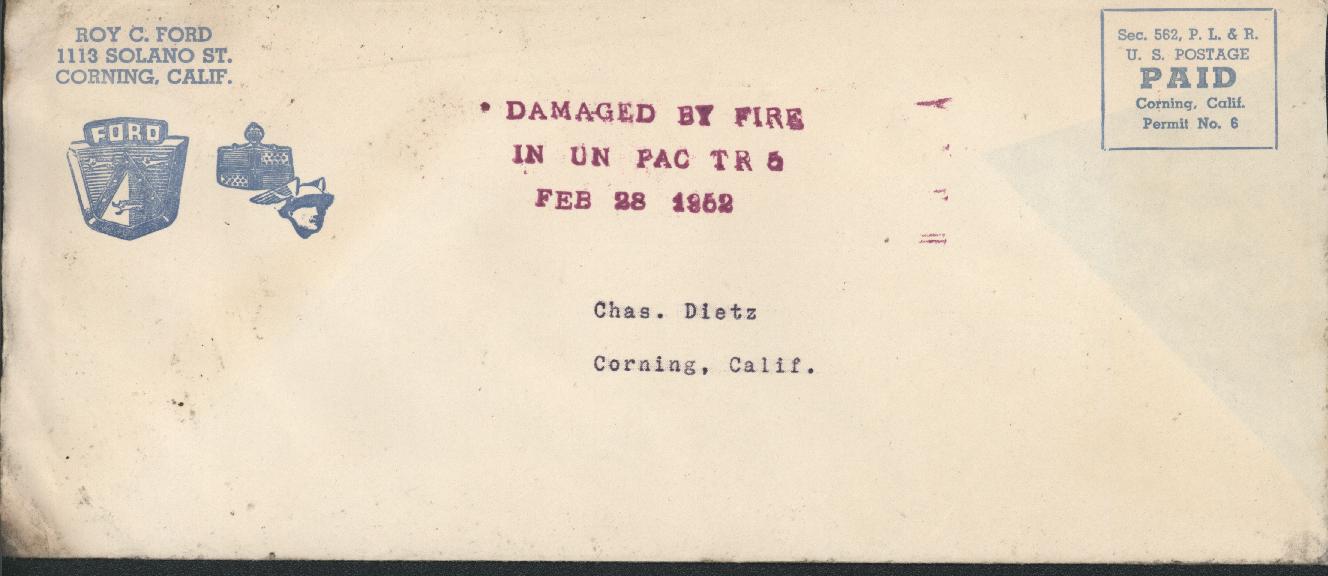 ROY C. FORD
1113 SOLANO ST.
CORNING, CALIF.
FORD
Sec. 562, P. L. & R.
U. S. POSTAGE
PAID
Corning, Calif.
Permit No. 6
DAMAGED BY FIRE
IN UN PAC TR 5
FEB 28 1952
Chas. Dietz
Corning, Calif.